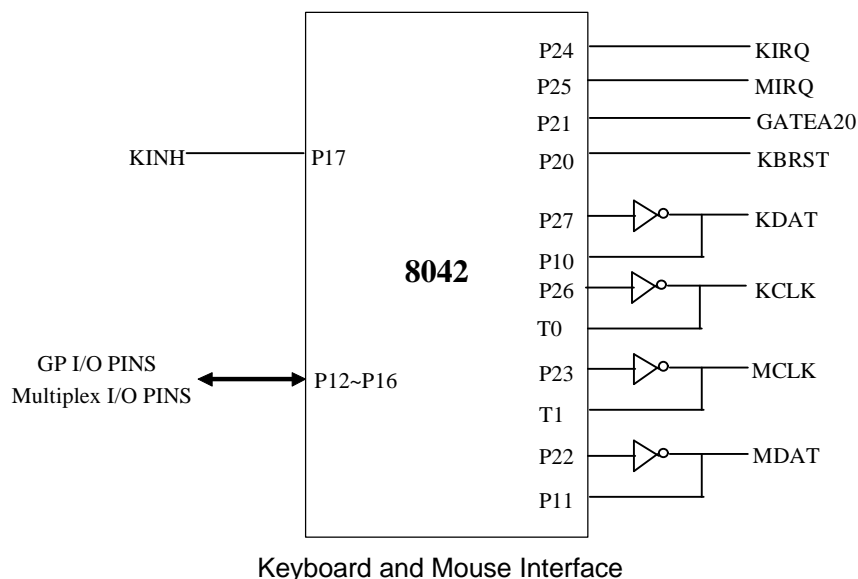 P24 KIRQ
P25 MIRQ
P21 GATEA20
KINH P17 P20 KBRST
P27 KDAT
8042 P10
P26 KCLK
T0
GP I/O PINS
P12~P16 P23 MCLK
Multiplex I/O PINS
T1
P22 MDAT
P11
Keyboard and Mouse Interface